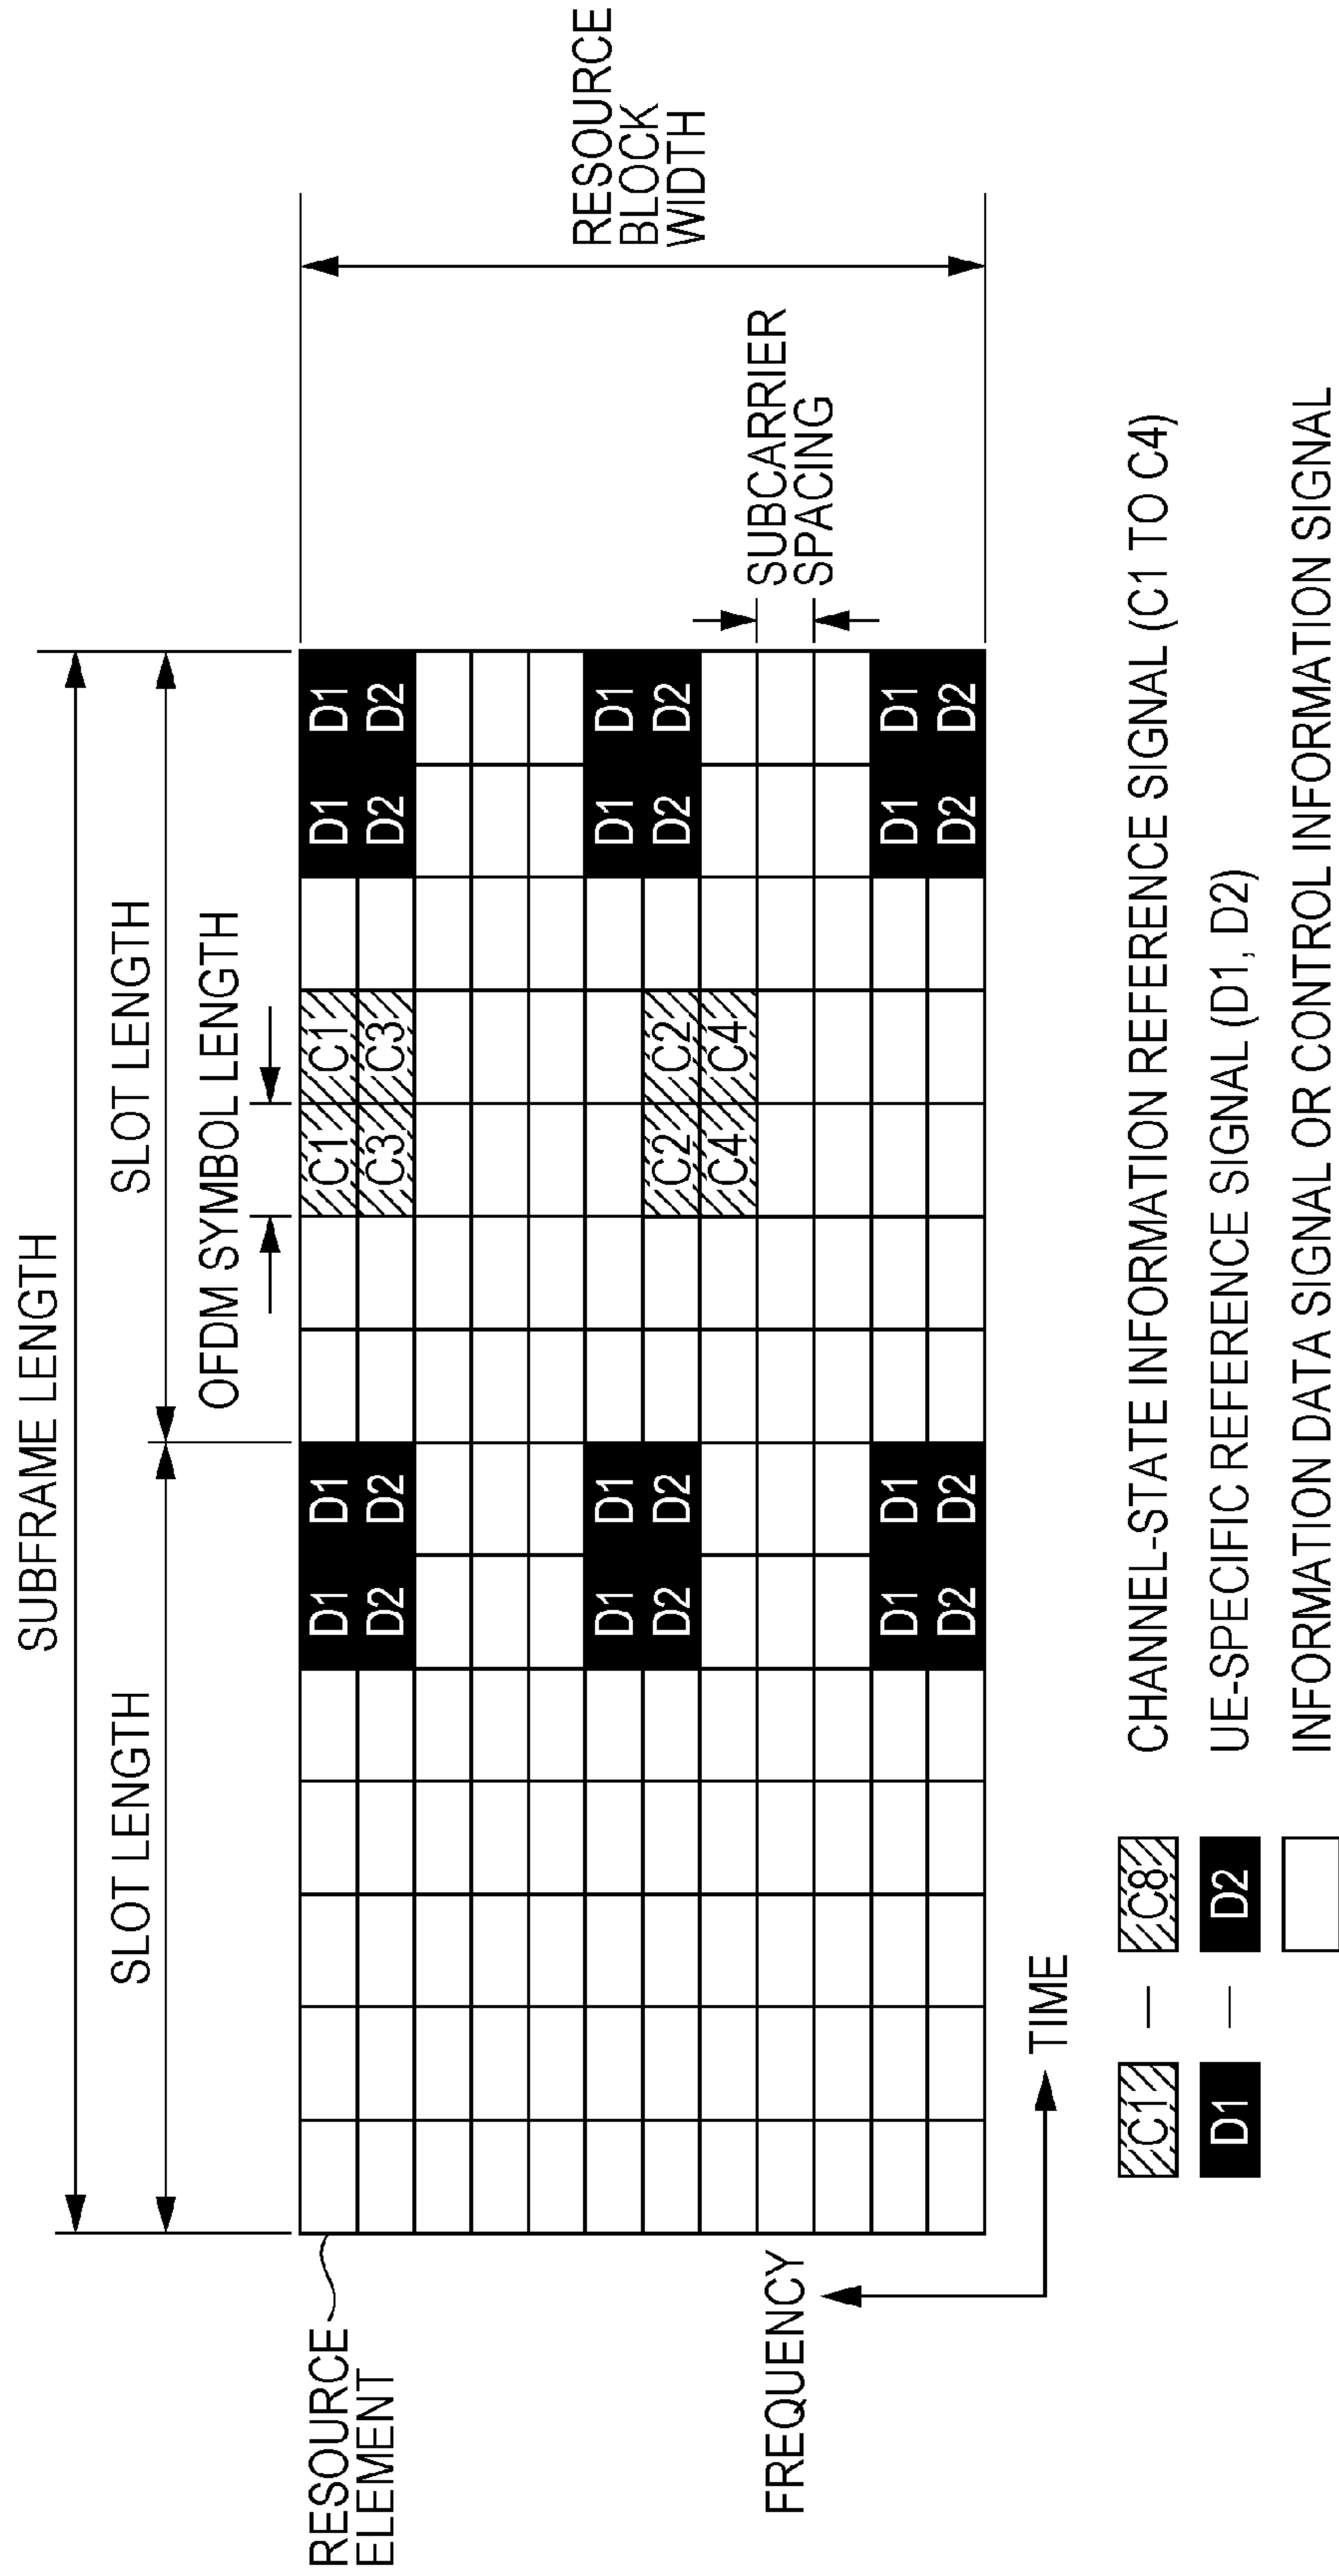 SUBFRAME LENGTH
SLOT LENGTH SLOT LENGTH
OFDM SYMBOL LENGTH
RESOURCE
ELEMENT
D1 D1 C1 C1 D1 D1
D2 D2 C3 C3 D2 D2
D1 D1 D1 D1
D2 D2 C2 C2 D2 D2
C4 C4
D1 D1 D1 D1
D2 D2 D2 D2
RESOURCE
BLOCK
WIDTH
SUBCARRIER
SPACING
FREQUENCY
TIME
C1 — C8 CHANNEL-STATE INFORMATION REFERENCE SIGNAL (C1 TO C4)
D1 — D2 UE-SPECIFIC REFERENCE SIGNAL (D1, D2)
INFORMATION DATA SIGNAL OR CONTROL INFORMATION SIGNAL